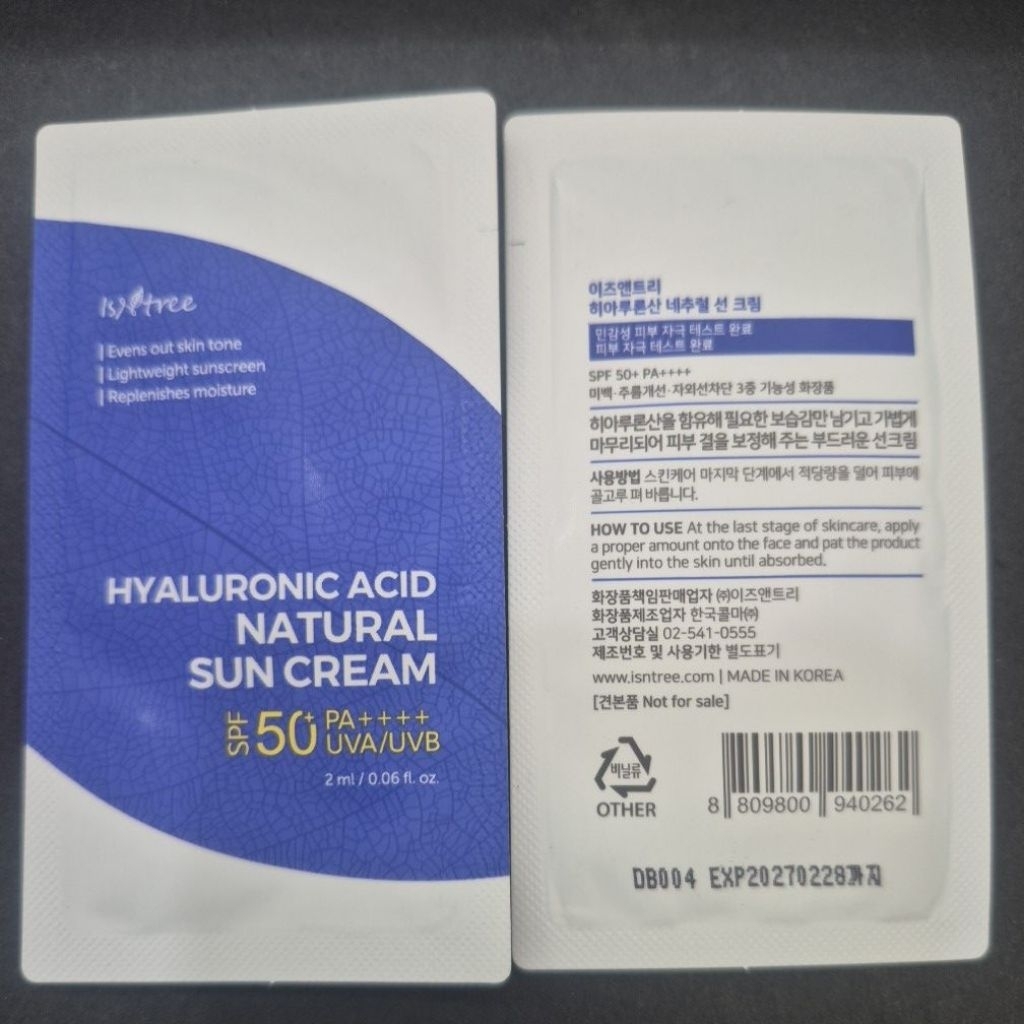 Isntree
Evens out skin tone
Lightweight sunscreen
Replenishes moisture
HYALURONIC ACID
NATURAL
SUN CREAM
SPF 50+ PA++++
UVA/UVB
2 ml / 0.06 fl. oz.
이즈앤트리
히아루론산 네추럴 선 크림
민감성 피부 자극 테스트 완료
피부 자극 테스트 완료
SPF 50+ PA++++
미백·주름개선·자외선차단 3중 기능성 화장품
히아루론산을 함유해 필요한 보습감만 남기고 가볍게
마무리되어 피부 결을 보정해 주는 부드러운 선크림
사용방법 스킨케어 마지막 단계에서 적당량을 덜어 피부에
골고루 펴 바릅니다.
HOW TO USE At the last stage of skincare, apply
a proper amount onto the face and pat the product
gently into the skin until absorbed.
화장품책임판매업자 ㈜이즈앤트리
화장품제조업자 한국콜마㈜
고객상담실 02-541-0555
제조번호 및 사용기한 별도표기
www.isntree.com | MADE IN KOREA
[견본품 Not for sale]
비닐류
OTHER
8 809800 940262
DB004 EXP20270228까지